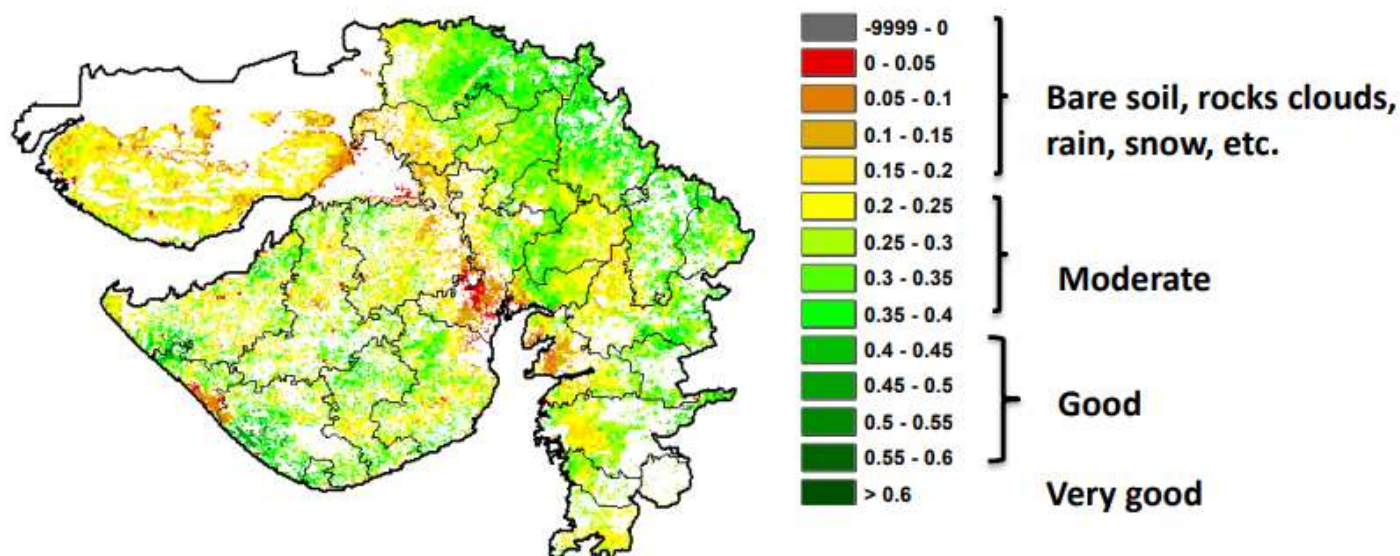 -9999 - 0
0 - 0.05
0.05 - 0.1
0.1 - 0.15
0.15 - 0.2
0.2 - 0.25
0.25 - 0.3
0.3 - 0.35
0.35 - 0.4
0.4 - 0.45
0.45 - 0.5
0.5 - 0.55
0.55 - 0.6
> 0.6
Bare soil, rocks clouds,
rain, snow, etc.
Moderate
Good
Very good